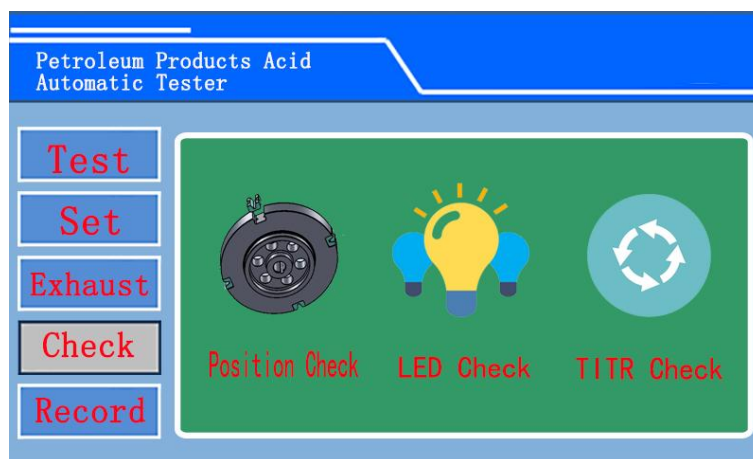 Petroleum Products Acid
Automatic Tester
Test
Set
Exhaust
Check
Record
Position Check
LED Check
TITR Check